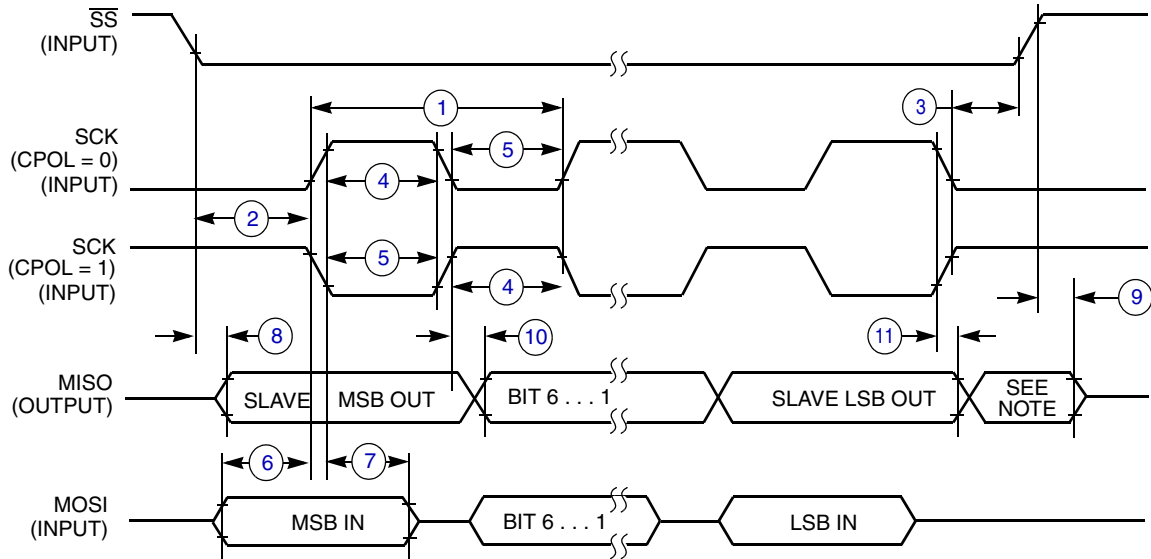 SS
(INPUT)
1
3
SCK
(CPOL = 0)
(INPUT)
5
4
2
SCK
(CPOL = 1)
(INPUT)
5
4
9
8
10
11
MISO
(OUTPUT)
SLAVE
MSB OUT
BIT 6 . . . 1
SLAVE LSB OUT
SEE
NOTE
6
7
MOSI
(INPUT)
MSB IN
BIT 6 . . . 1
LSB IN